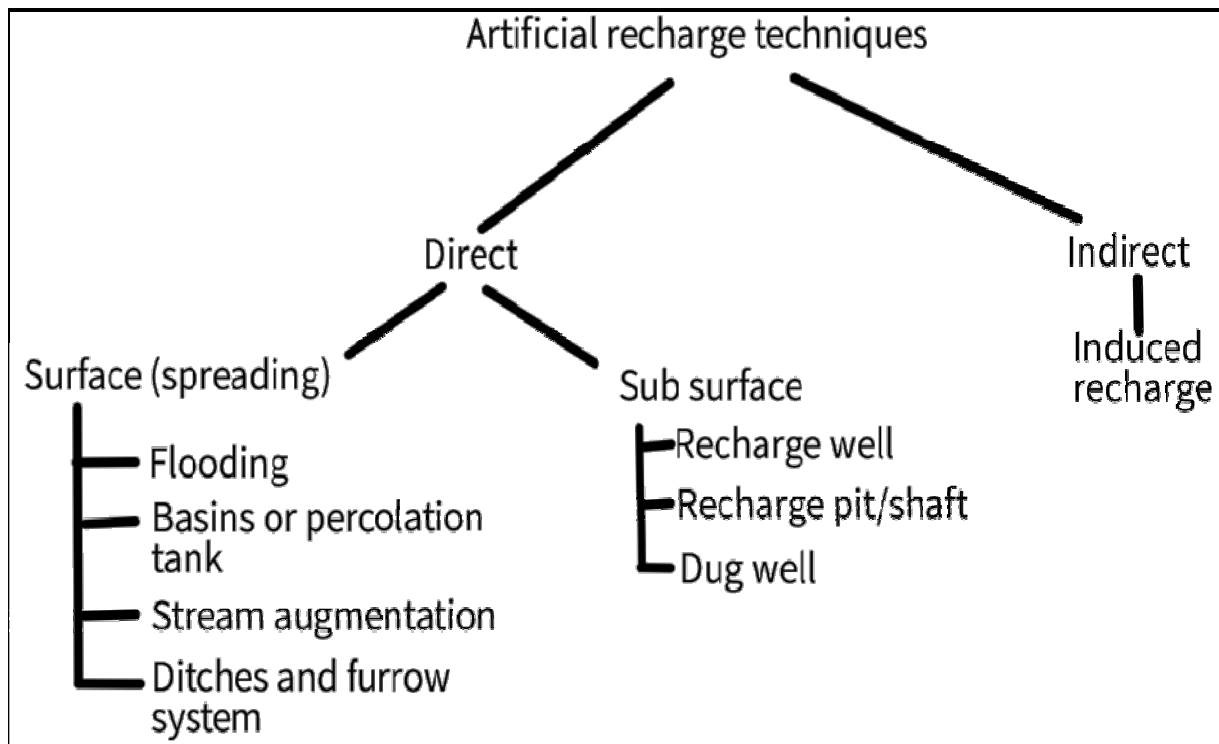 Artificial recharge techniques
Direct
Indirect
Induced
recharge
Surface (spreading)
Flooding
Basins or percolation
tank
Stream augmentation
Ditches and furrow
system
Sub surface
Recharge well
Recharge pit/shaft
Dug well